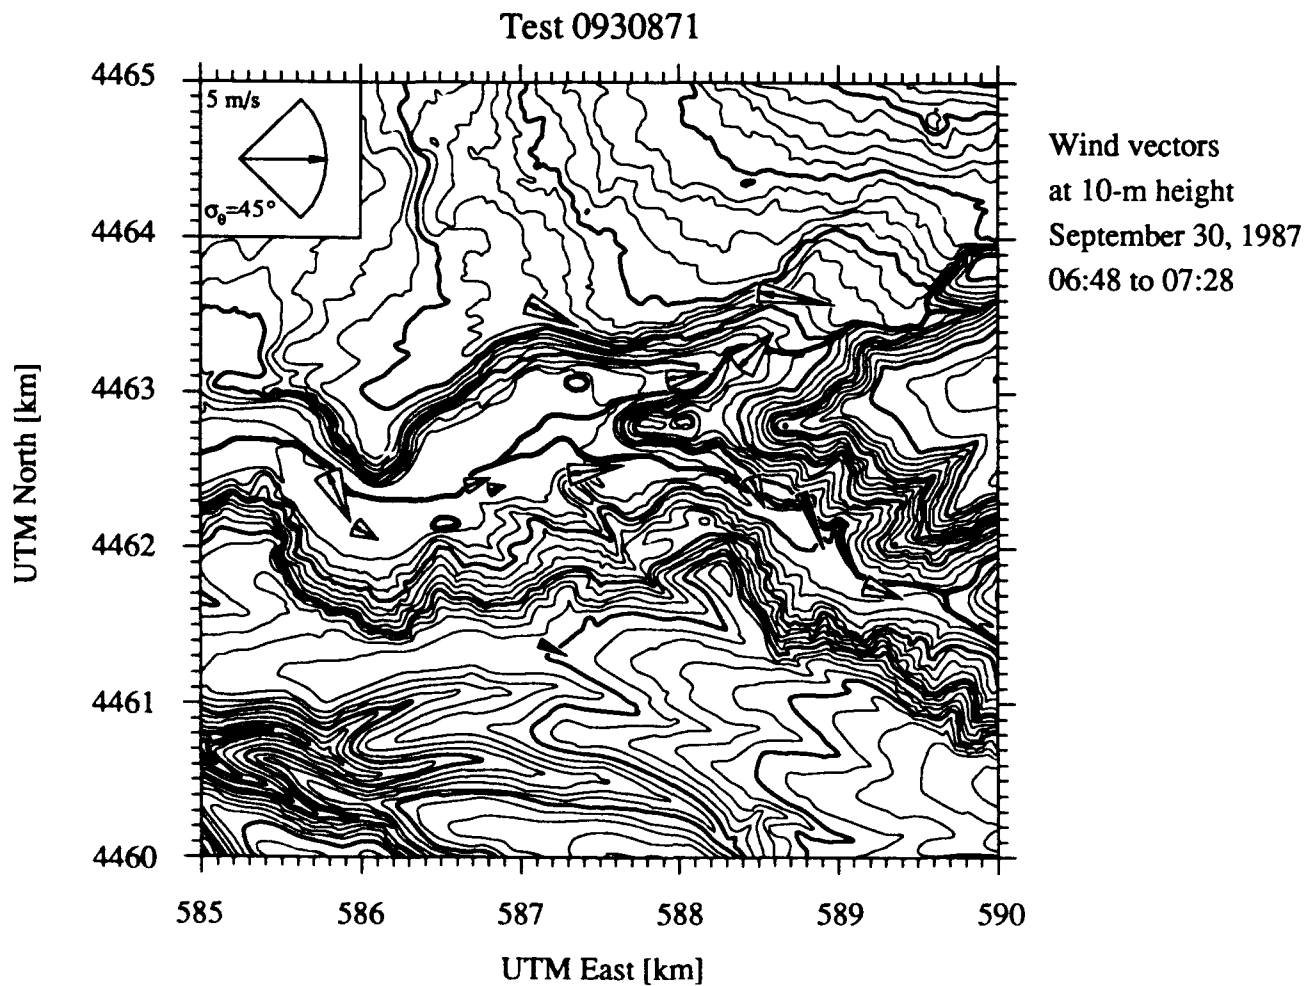 Test 0930871
4465
5 m/s
σθ=45°
4464
4463
4462
4461
4460
585
586
587
588
589
590
UTM East [km]
UTM North [km]
Wind vectors
at 10-m height
September 30, 1987
06:48 to 07:28